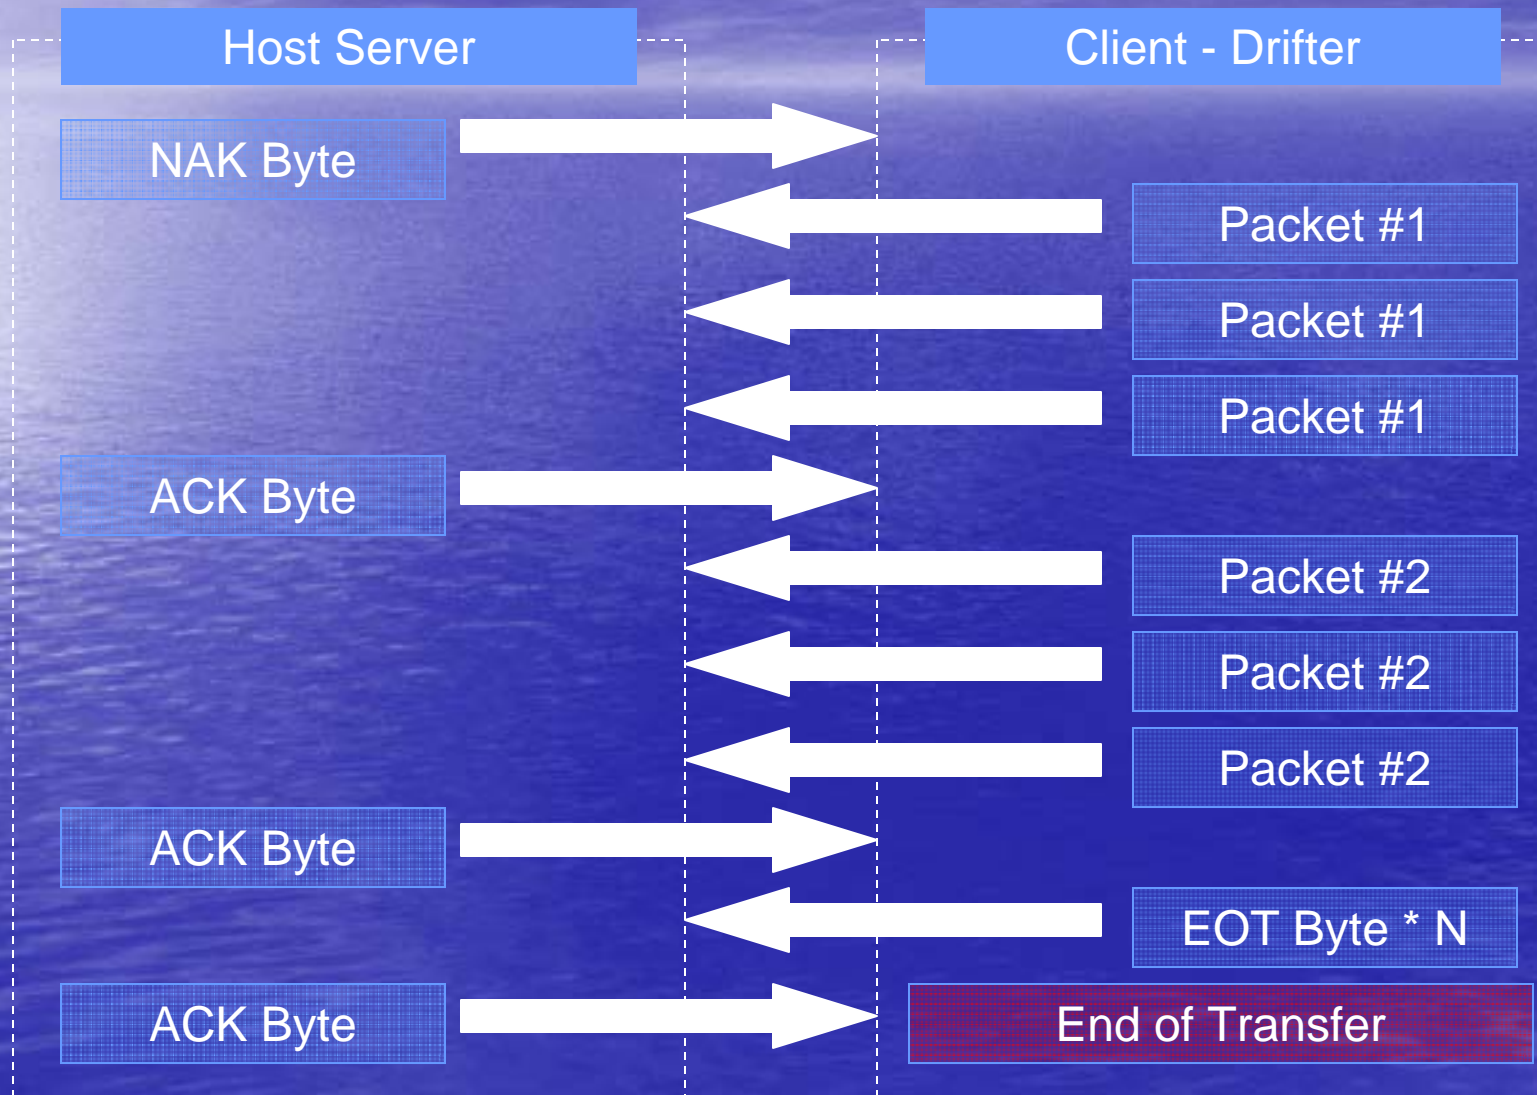 Host Server
Client - Drifter
NAK Byte
Packet #1
Packet #1
Packet #1
ACK Byte
Packet #2
Packet #2
Packet #2
ACK Byte
EOT Byte * N
ACK Byte
End of Transfer